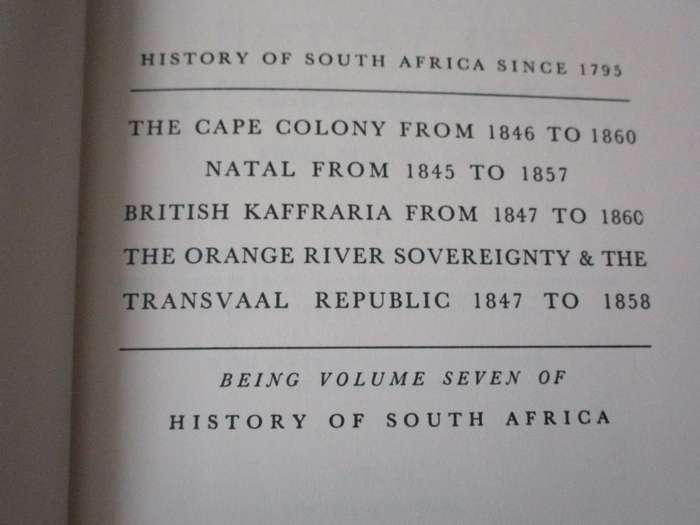 HISTORY OF SOUTH AFRICA SINCE 1795
THE CAPE COLONY FROM 1846 TO 1860
NATAL FROM 1845 TO 1857
BRITISH KAFFRARIA FROM 1847 TO 1860
THE ORANGE RIVER SOVEREIGNTY & THE
TRANSVAAL REPUBLIC 1847 TO 1858
BEING VOLUME SEVEN OF
HISTORY OF SOUTH AFRICA